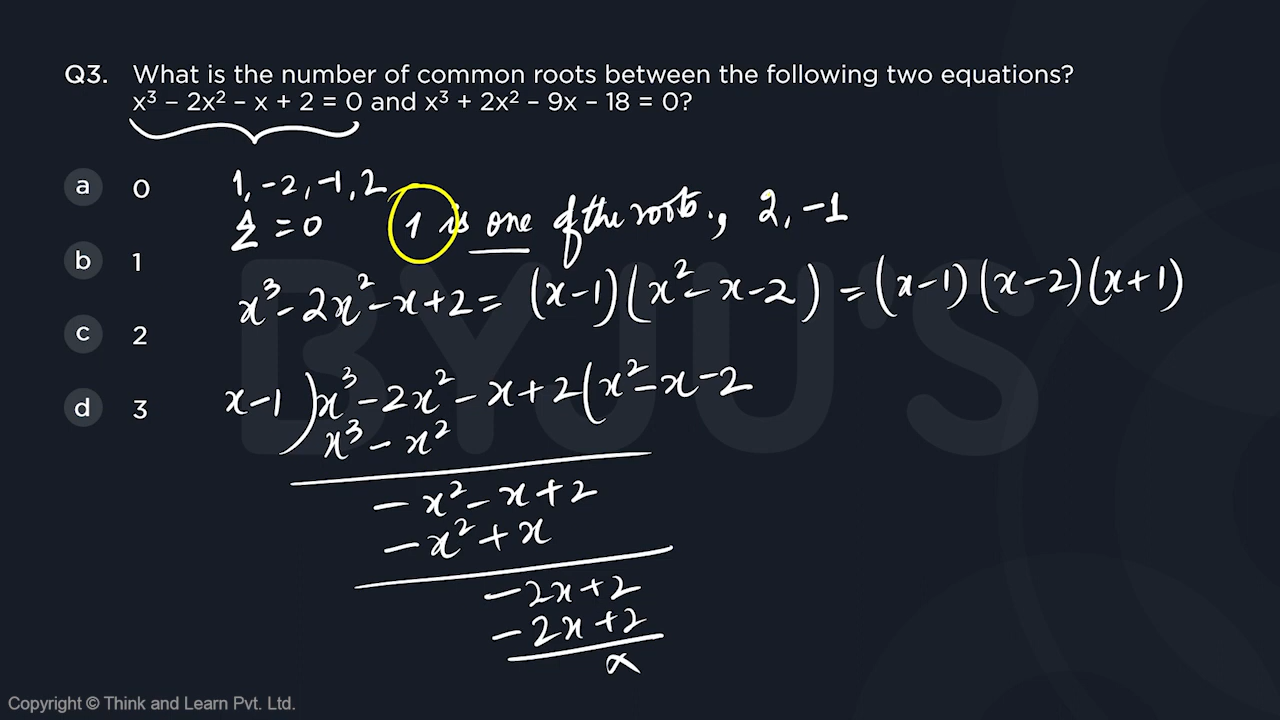 Q3. What is the number of common roots between the following two equations?
x³ – 2x² – x + 2 = 0 and x³ + 2x² – 9x – 18 = 0?
a 0
1, -2, -1, 2
Σ = 0
1 is one of the roots., 2, -1
b 1
x³ - 2x² - x + 2 = (x-1)(x² - x - 2) = (x-1)(x-2)(x+1)
c 2
x-1 ) x³ - 2x² - x + 2 ( x² - x - 2
d 3
x³ - x²
- x² - x + 2
- x² + x
- 2x + 2
- 2x + 2
BYJU'S
Copyright © Think and Learn Pvt. Ltd.